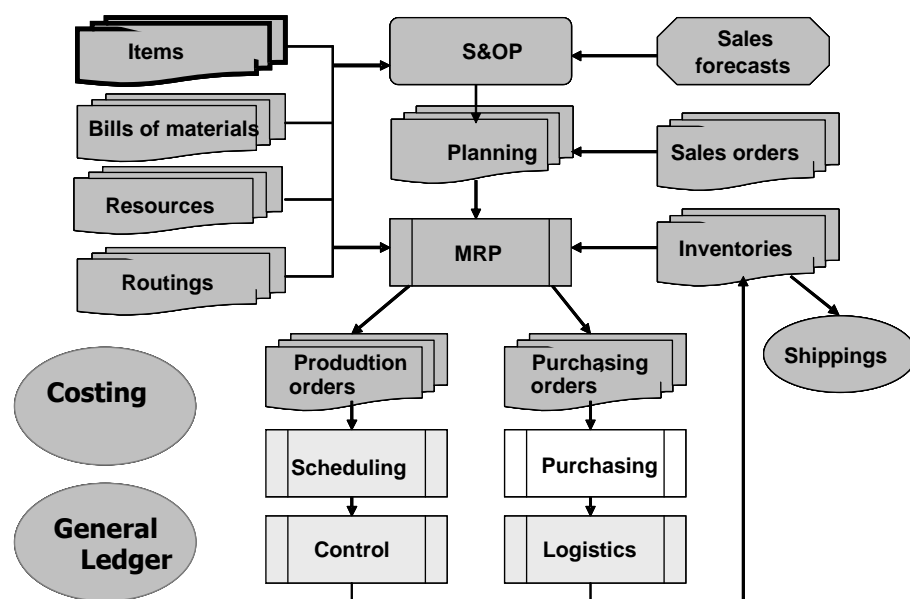 Items
S&OP
Sales
forecasts
Bills of materials
Planning
Sales orders
Resources
MRP
Inventories
Routings
Produdtion
orders
Purchasing
orders
Shippings
Costing
Scheduling
Purchasing
General
Ledger
Control
Logistics